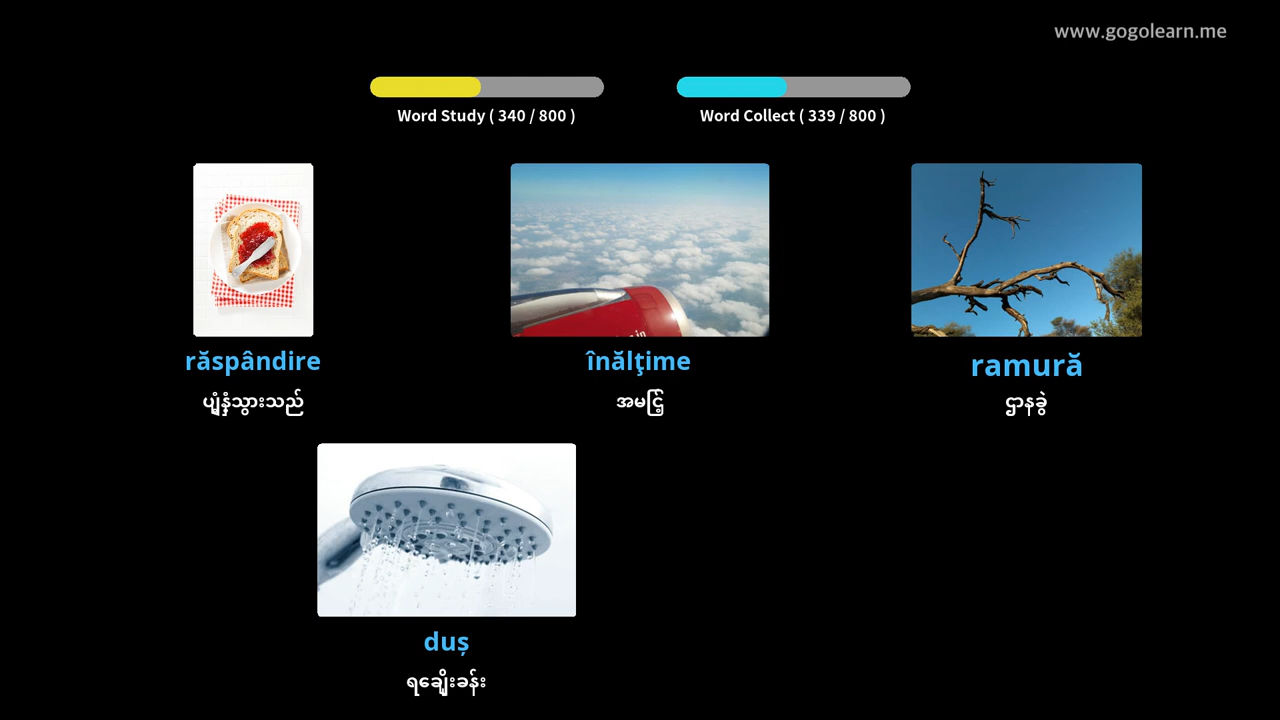 www.gogolearn.me
Word Study ( 340 / 800 )
Word Collect ( 339 / 800 )
răspândire
înălţime
ramură
ပျံ့နှံ့သွားသည်
အမြင့်
ဌာနခွဲ
duș
ရေချိုးခန်း